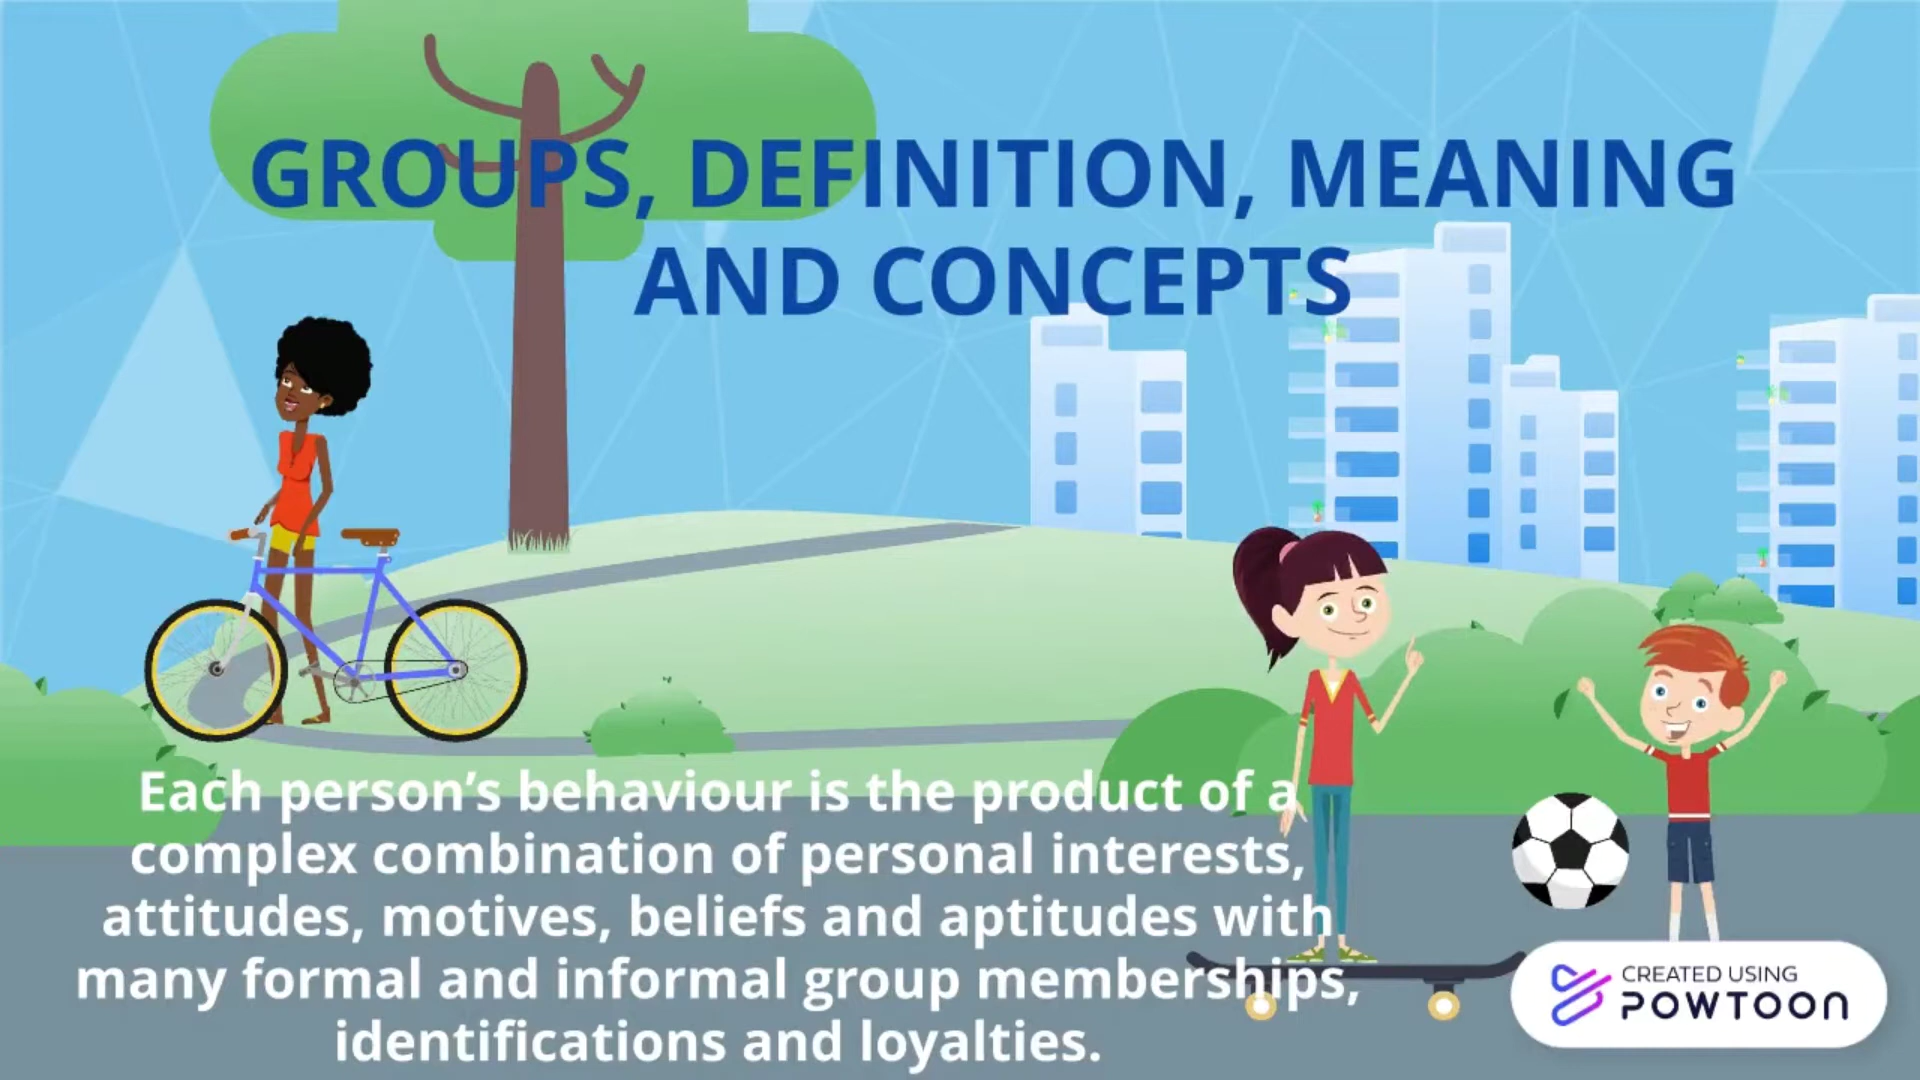 GROUPS, DEFINITION, MEANING
AND CONCEPTS
Each person’s behaviour is the product of a
complex combination of personal interests,
attitudes, motives, beliefs and aptitudes with
many formal and informal group memberships,
identifications and loyalties.
CREATED USING
POWTOON